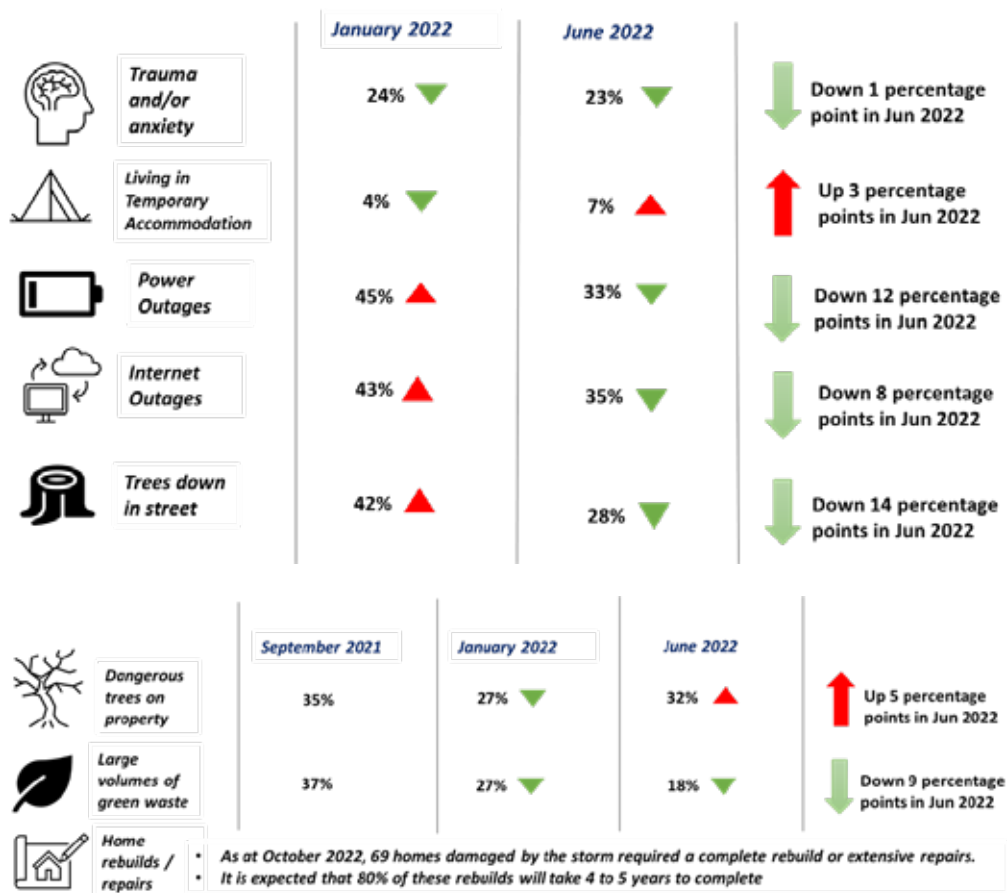 January 2022
June 2022
Trauma
and/or
anxiety
24%
23%
Down 1 percentage
point in Jun 2022
Living in
Temporary
Accommodation
4%
7%
Up 3 percentage
points in Jun 2022
Power
Outages
45%
33%
Down 12 percentage
points in Jun 2022
Internet
Outages
43%
35%
Down 8 percentage
points in Jun 2022
Trees down
in street
42%
28%
Down 14 percentage
points in Jun 2022
September 2021
January 2022
June 2022
Dangerous
trees on
property
35%
27%
32%
Up 5 percentage
points in Jun 2022
Large
volumes of
green waste
37%
27%
18%
Down 9 percentage
points in Jun 2022
Home
rebuilds /
repairs
• As at October 2022, 69 homes damaged by the storm required a complete rebuild or extensive repairs.
• It is expected that 80% of these rebuilds will take 4 to 5 years to complete